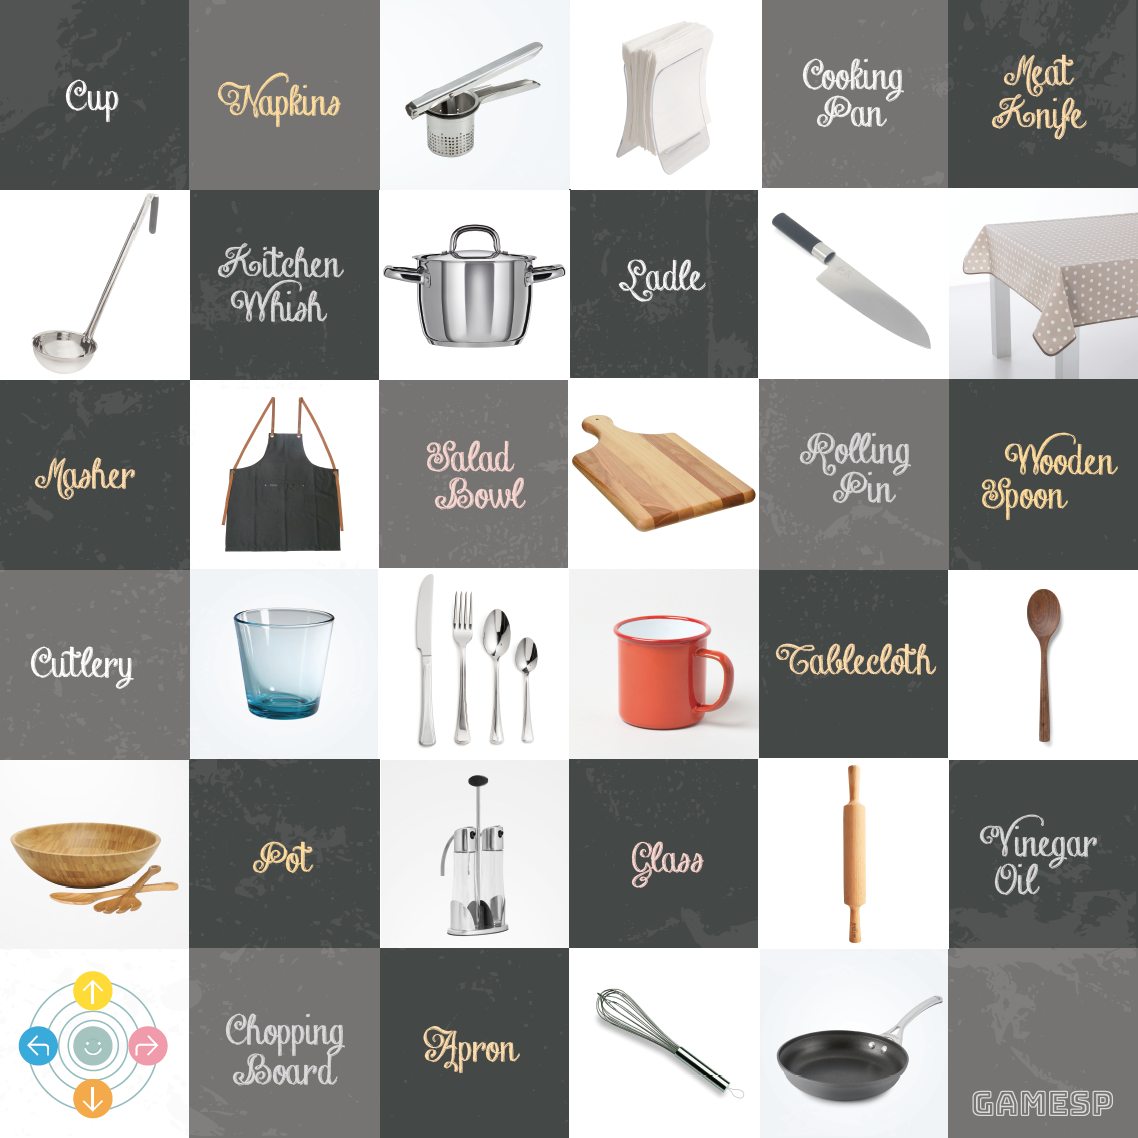 Cup
Napkins
Cooking
Pan
Meat
Knife
Kitchen
Whish
Ladle
Masher
Salad
Bowl
Rolling
Pin
Wooden
Spoon
Cutlery
Tablecloth
Pot
Glass
Vinegar
Oil
Chopping
Board
Apron
GAMESP